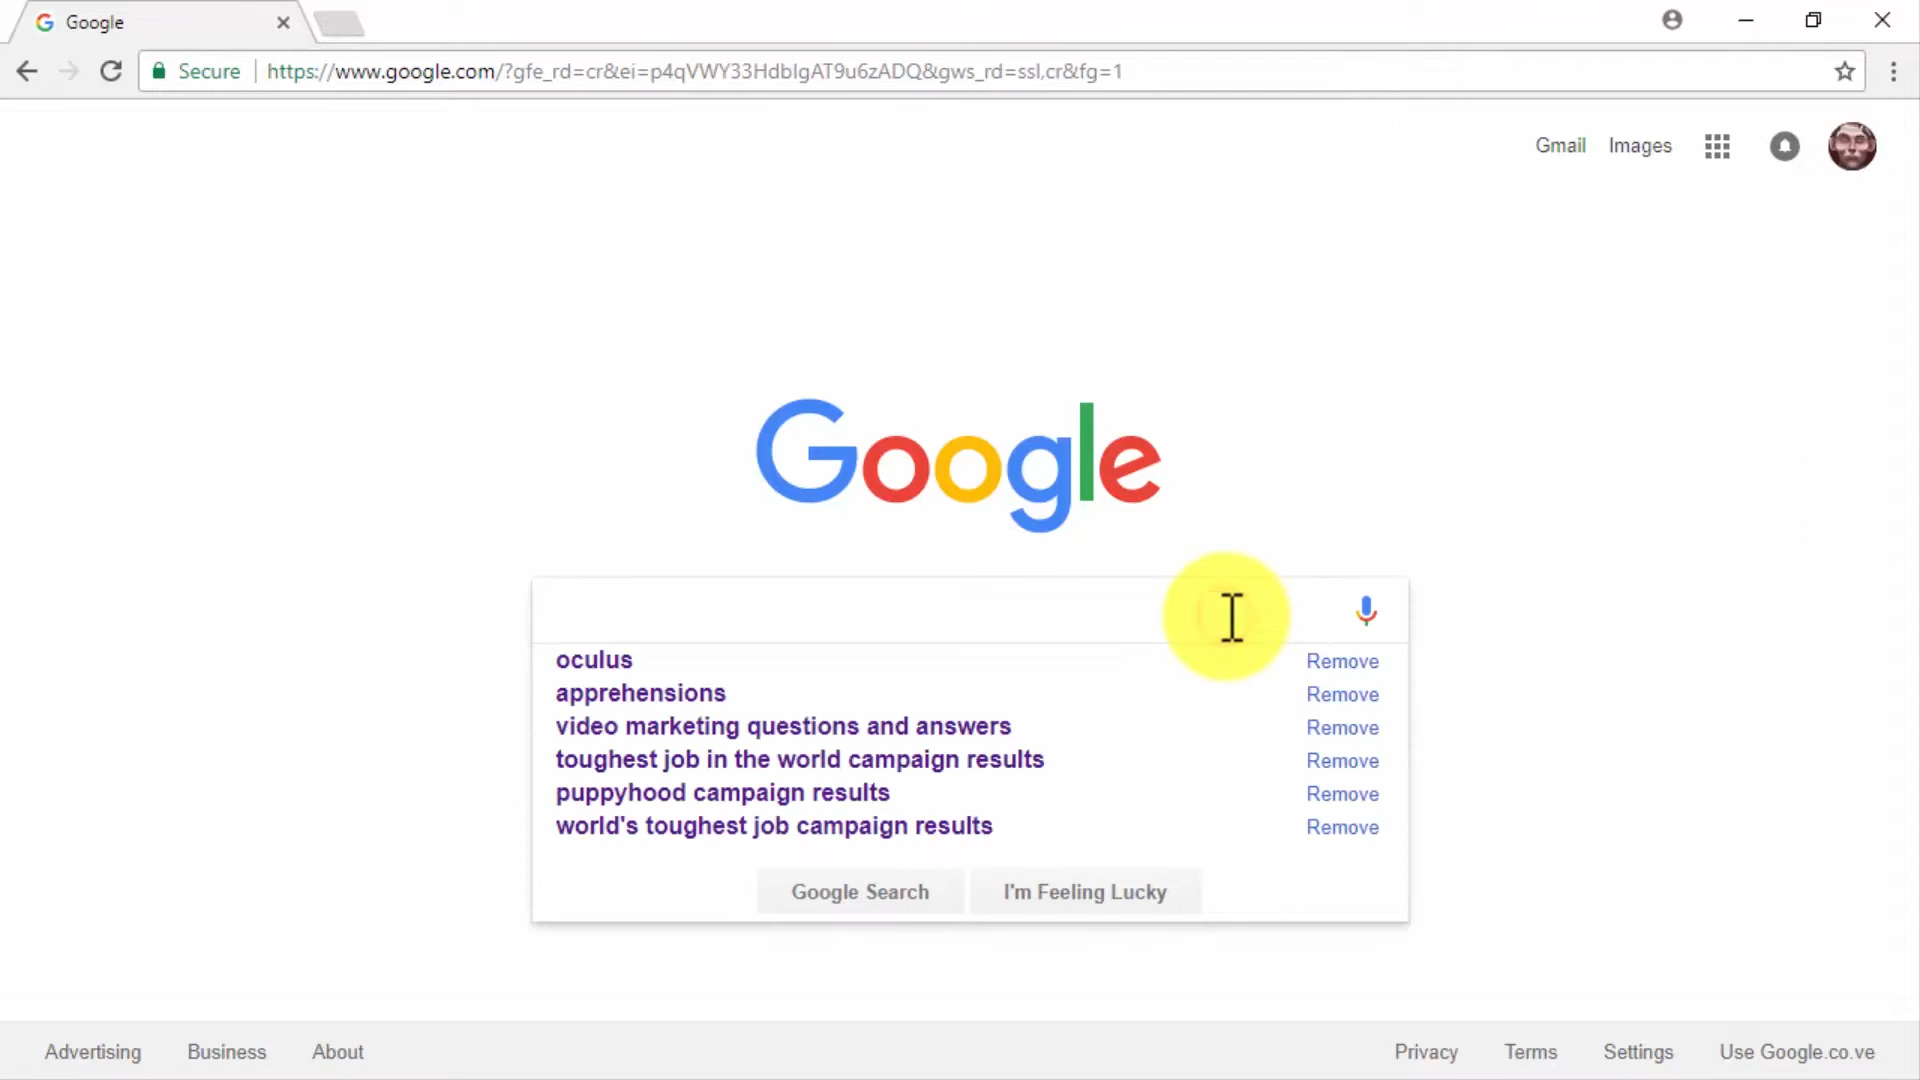 Google
Secure https://www.google.com/?gfe_rd=cr&ei=p4qVWY33HdbIgAT9u6zADQ&gws_rd=ssl,cr&fg=1
Gmail Images
Google
oculus Remove
apprehensions Remove
video marketing questions and answers Remove
toughest job in the world campaign results Remove
puppyhood campaign results Remove
world's toughest job campaign results Remove
Google Search I'm Feeling Lucky
Advertising Business About Privacy Terms Settings Use Google.co.ve